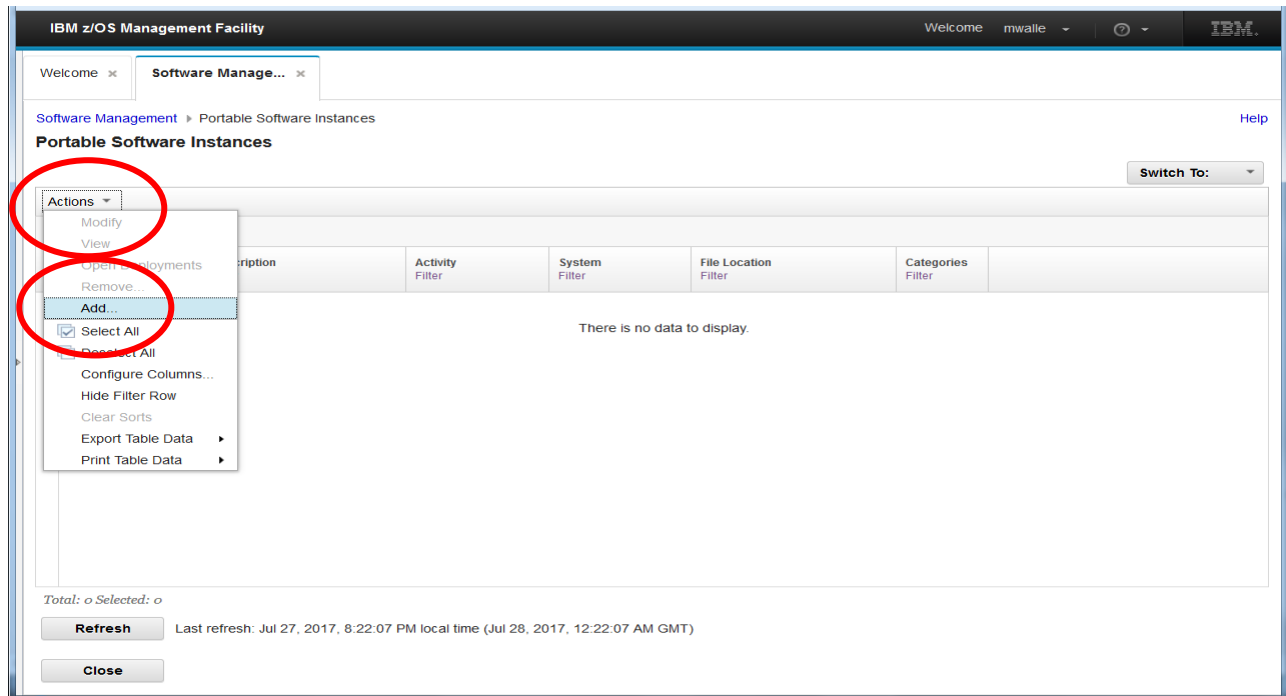 IBM z/OS Management Facility Welcome mwalle IBM.
Welcome Software Manage...
Software Management Portable Software Instances Help
Portable Software Instances
Switch To:
Actions
Modify
View
Open Deployments
Remove...
Add...
Select All
Deselect All
Configure Columns...
Hide Filter Row
Clear Sorts
Export Table Data
Print Table Data
cription Activity System File Location Categories
Filter Filter Filter Filter
There is no data to display.
Total: 0 Selected: 0
Refresh Last refresh: Jul 27, 2017, 8:22:07 PM local time (Jul 28, 2017, 12:22:07 AM GMT)
Close